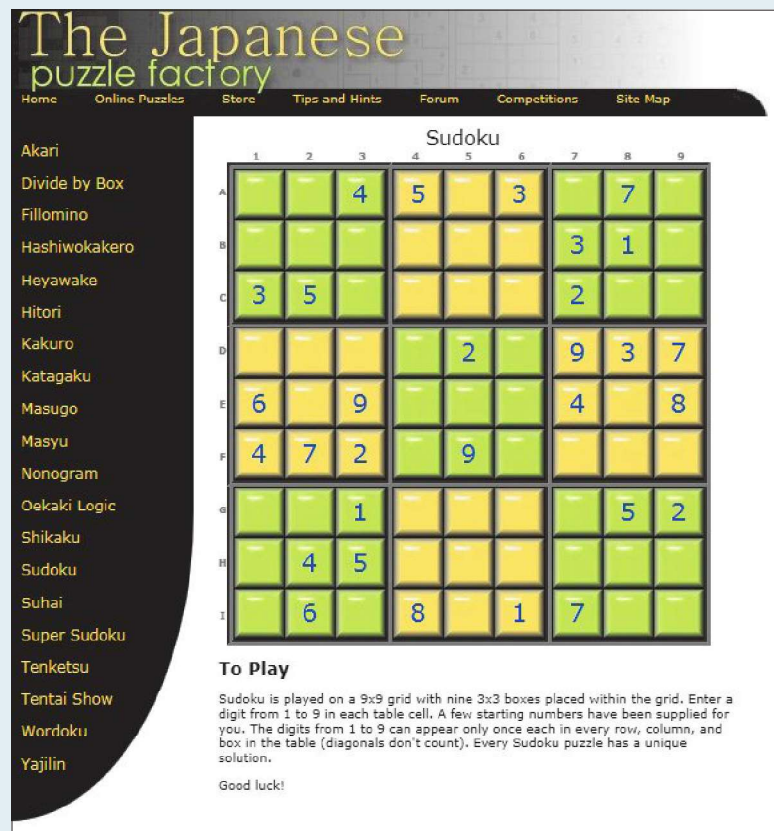 The Japanese
puzzle factory
Home Online Puzzles Store Tips and Hints Forum Competitions Site Map
Akari
Divide by Box
Fillomino
Hashiwokakero
Heyawake
Hitori
Kakuro
Katagaku
Masugo
Masyu
Nonogram
Oekaki Logic
Shikaku
Sudoku
Suhai
Super Sudoku
Tenketsu
Tentai Show
Wordoku
Yajilin
Sudoku
1 2 3 4 5 6 7 8 9
A 4 5 3 7
B 3 1
C 3 5 2
D 2 9 3 7
E 6 9 4 8
F 4 7 2 9
G 1 5 2
H 4 5
I 6 8 1 7
To Play
Sudoku is played on a 9x9 grid with nine 3x3 boxes placed within the grid. Enter a
digit from 1 to 9 in each table cell. A few starting numbers have been supplied for
you. The digits from 1 to 9 can appear only once each in every row, column, and
box in the table (diagonals don't count). Every Sudoku puzzle has a unique
solution.
Good luck!